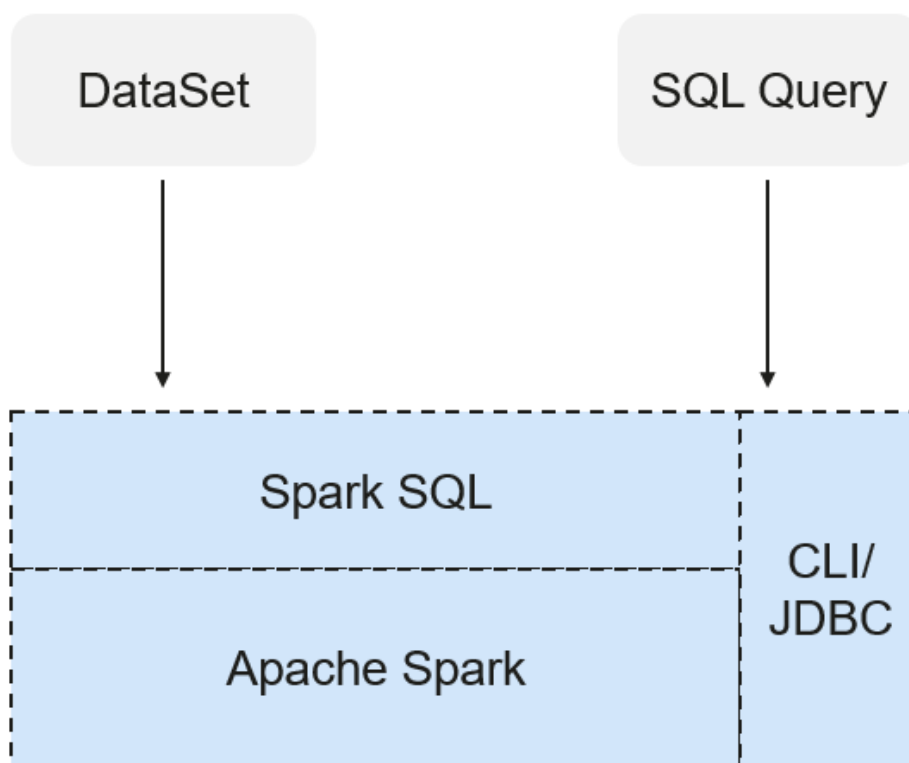 DataSet
SQL Query
Spark SQL
CLI/
JDBC
Apache Spark